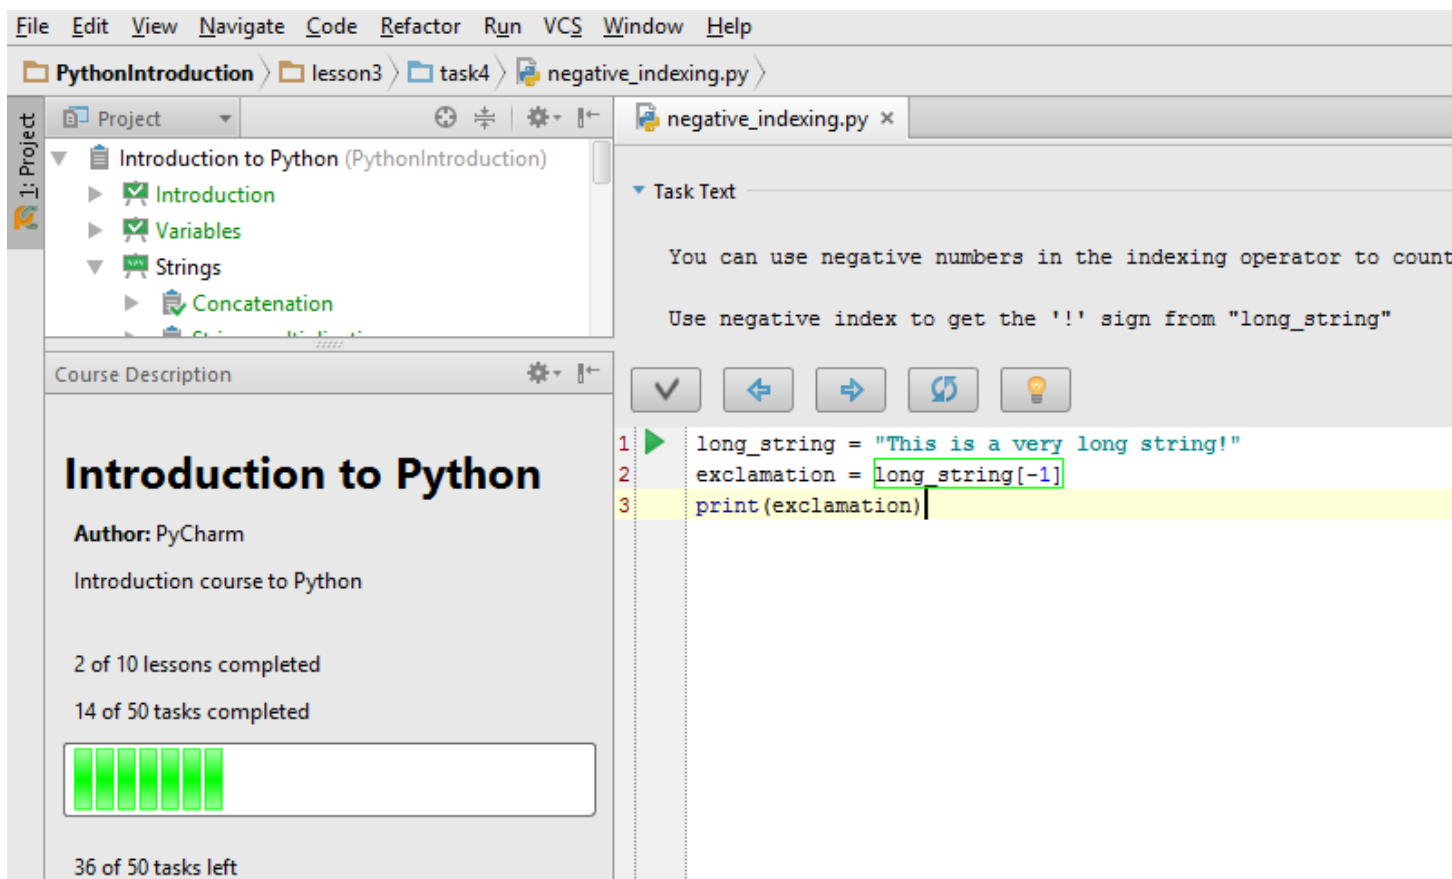 File Edit View Navigate Code Refactor Run VCS Window Help
PythonIntroduction lesson3 task4 negative_indexing.py
1: Project
Project
Introduction to Python (PythonIntroduction)
Introduction
Variables
Strings
Concatenation
Course Description
Introduction to Python
Author: PyCharm
Introduction course to Python
2 of 10 lessons completed
14 of 50 tasks completed
36 of 50 tasks left
negative_indexing.py ×
Task Text
You can use negative numbers in the indexing operator to count
Use negative index to get the '!' sign from "long_string"
1 long_string = "This is a very long string!"
2 exclamation = long_string[-1]
3 print(exclamation)